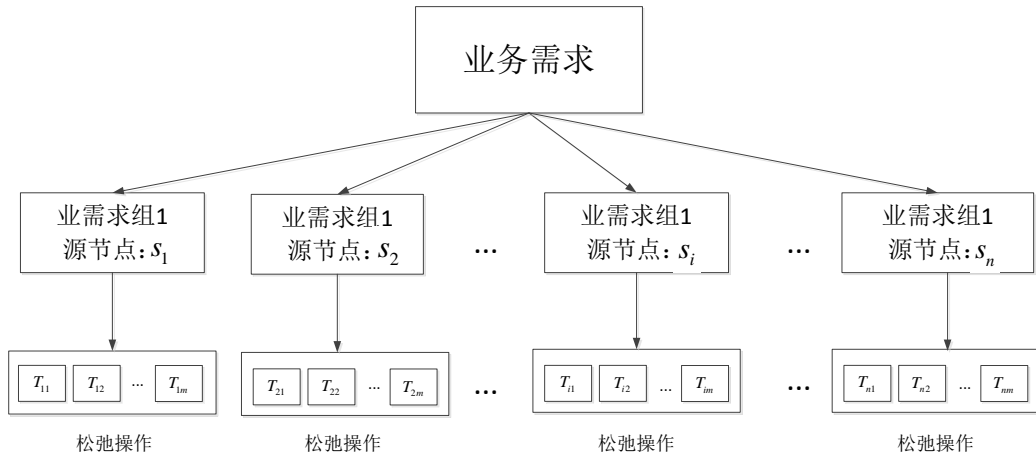 业务需求
业需求组1
源节点: s1
业需求组1
源节点: s2
...
业需求组1
源节点: si
...
业需求组1
源节点: sn
T11 T12 ... T1m
T21 T22 ... T2m
...
Ti1 Ti2 ... Tim
...
Tn1 Tn2 ... Tnm
松弛操作
松弛操作
松弛操作
松弛操作